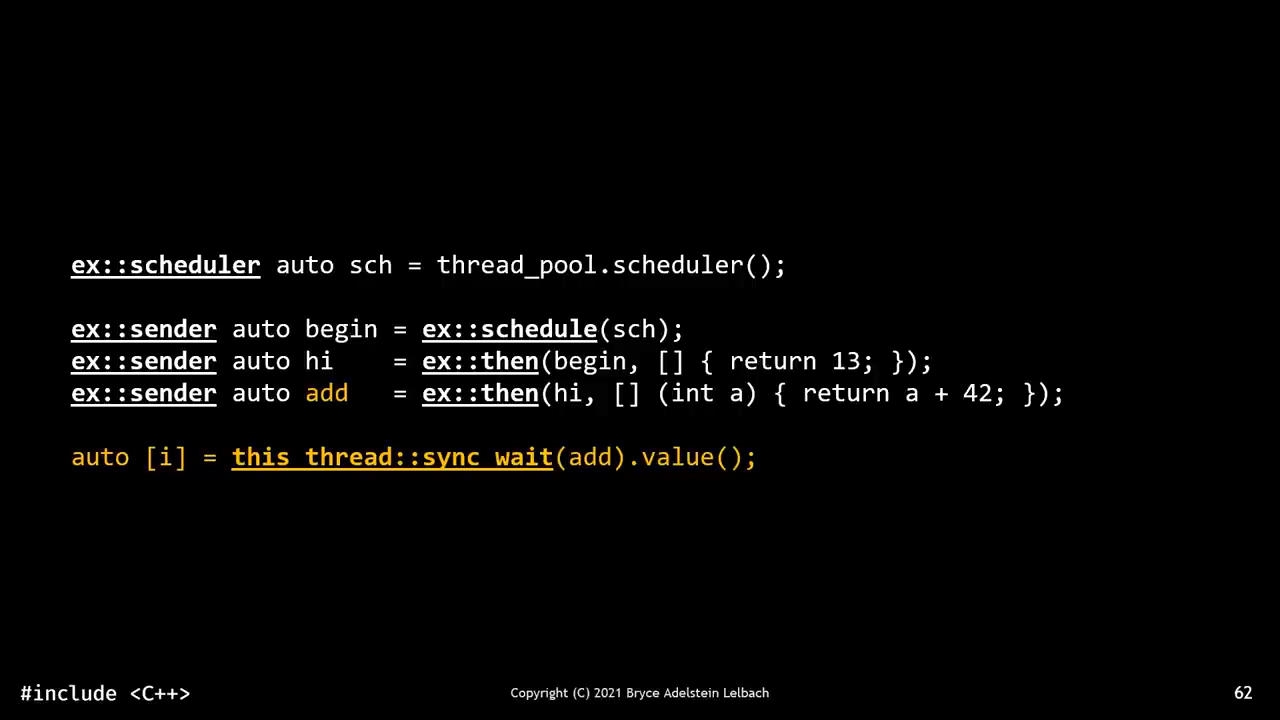 ex::scheduler auto sch = thread_pool.scheduler();
ex::sender auto begin = ex::schedule(sch);
ex::sender auto hi    = ex::then(begin, [] { return 13; });
ex::sender auto add   = ex::then(hi, [] (int a) { return a + 42; });
auto [i] = this_thread::sync_wait(add).value();
#include <C++>
Copyright (C) 2021 Bryce Adelstein Lelbach
62